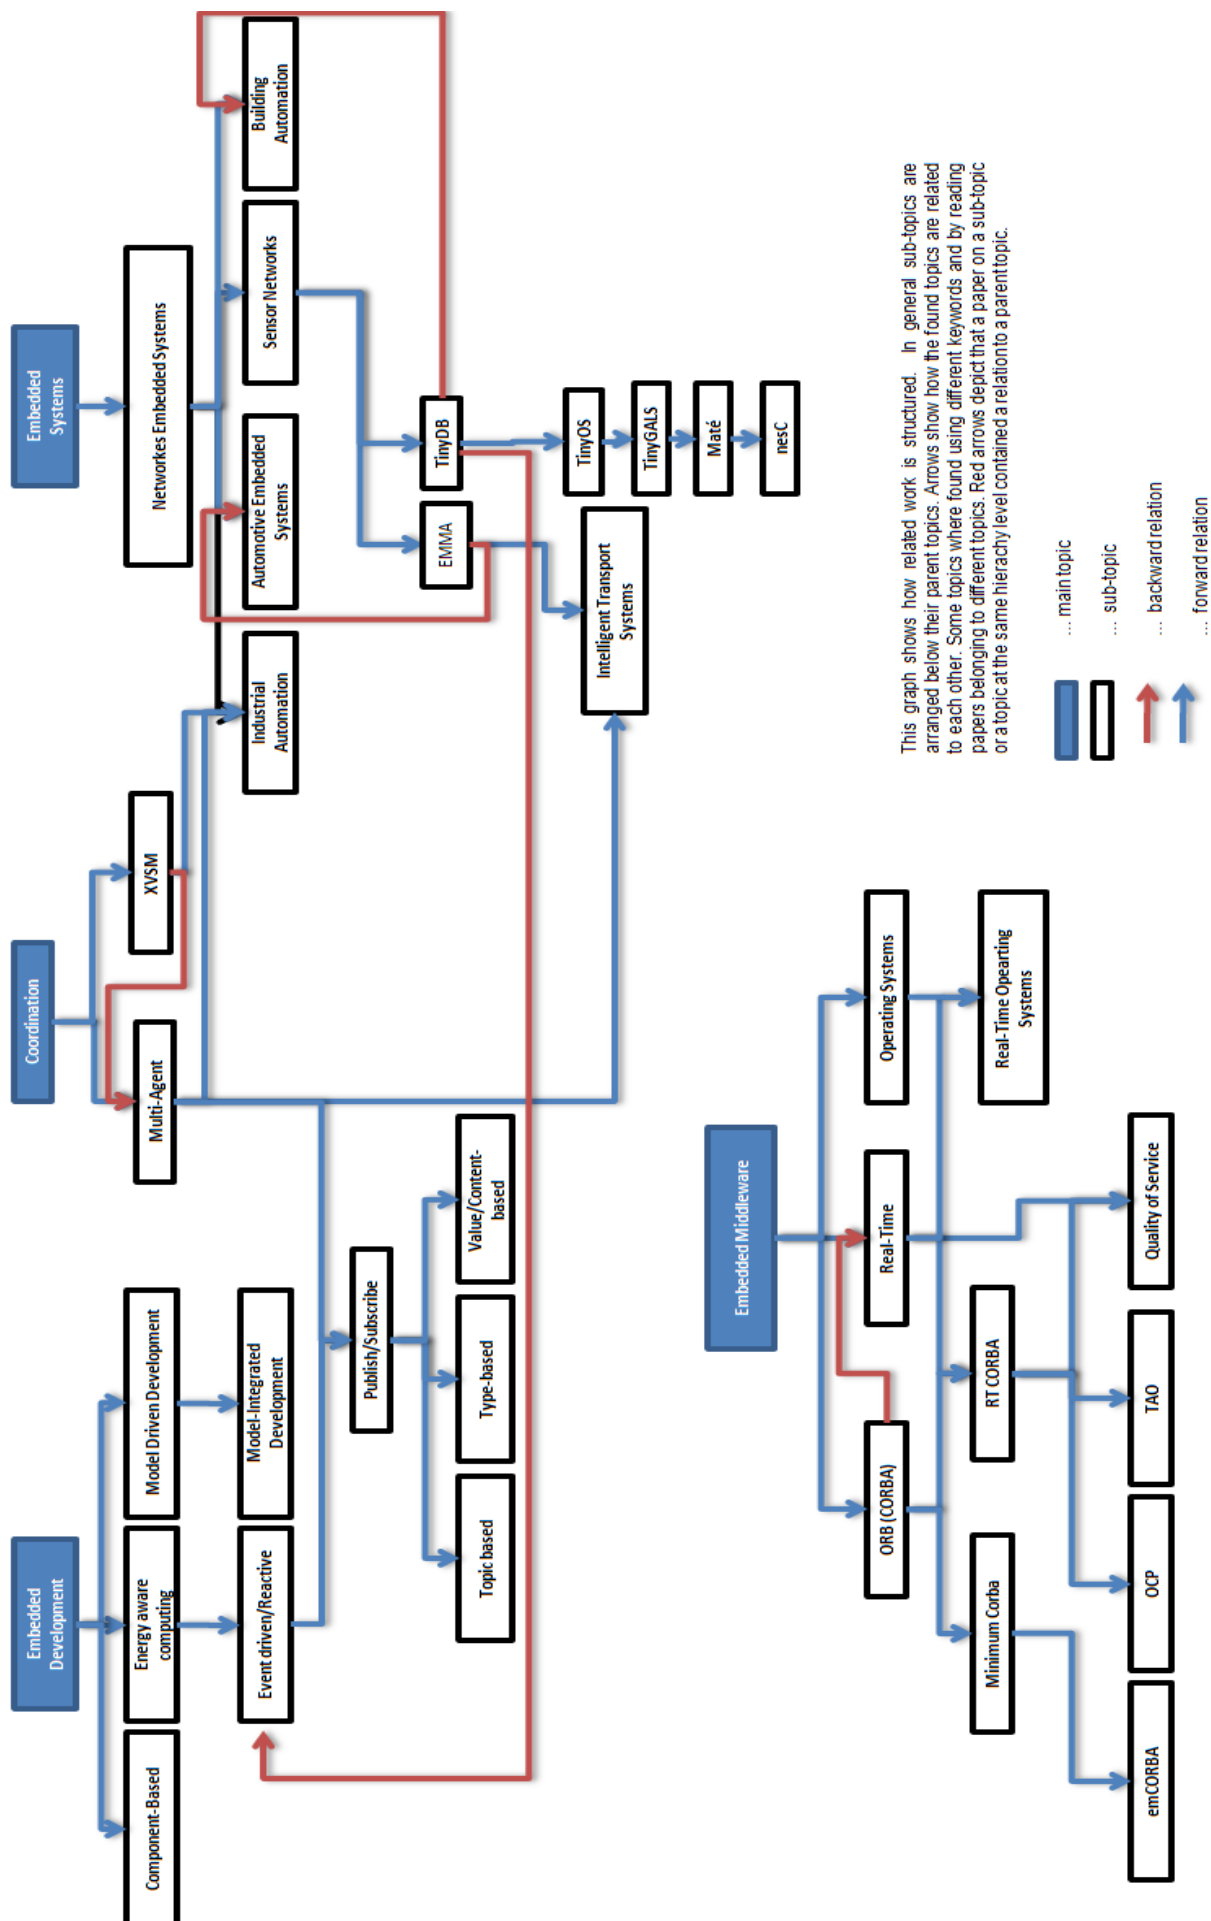 Embedded
Development
Coordination
Embedded
Systems
Component-Based
Energy aware
computing
Model Driven Development
Multi-Agent
XVSM
Networkes Embedded Systems
Event driven/Reactive
Model-Integrated
Development
Industrial
Automation
Automotive Embedded
Systems
Sensor Networks
Building
Automation
Publish/Subscribe
EMMA
TinyDB
Topic based
Type-based
Value/Content-
based
Intelligent Transport
Systems
TinyOS
TinyGALS
Maté
nesC
Embedded Middleware
ORB (CORBA)
Real-Time
Operating Systems
Minimum Corba
RT CORBA
Real-Time Opearting
Systems
emCORBA
OCP
TAO
Quality of Service
This graph shows how related work is structured. In general sub-topics are
arranged below their parent topics. Arrows show how the found topics are related
to each other. Some topics where found using different keywords and by reading
papers belonging to different topics. Red arrows depict that a paper on a sub-topic
or a topic at the same hierachy level contained a relation to a parent topic.
... main topic
... sub-topic
... backward relation
... forward relation